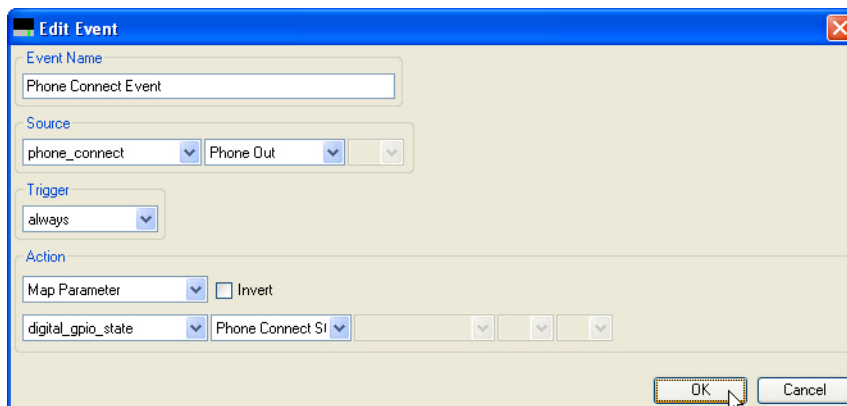 Edit Event
Event Name
Phone Connect Event
Source
phone_connect Phone Out
Trigger
always
Action
Map Parameter Invert
digital_gpio_state Phone Connect
OK Cancel